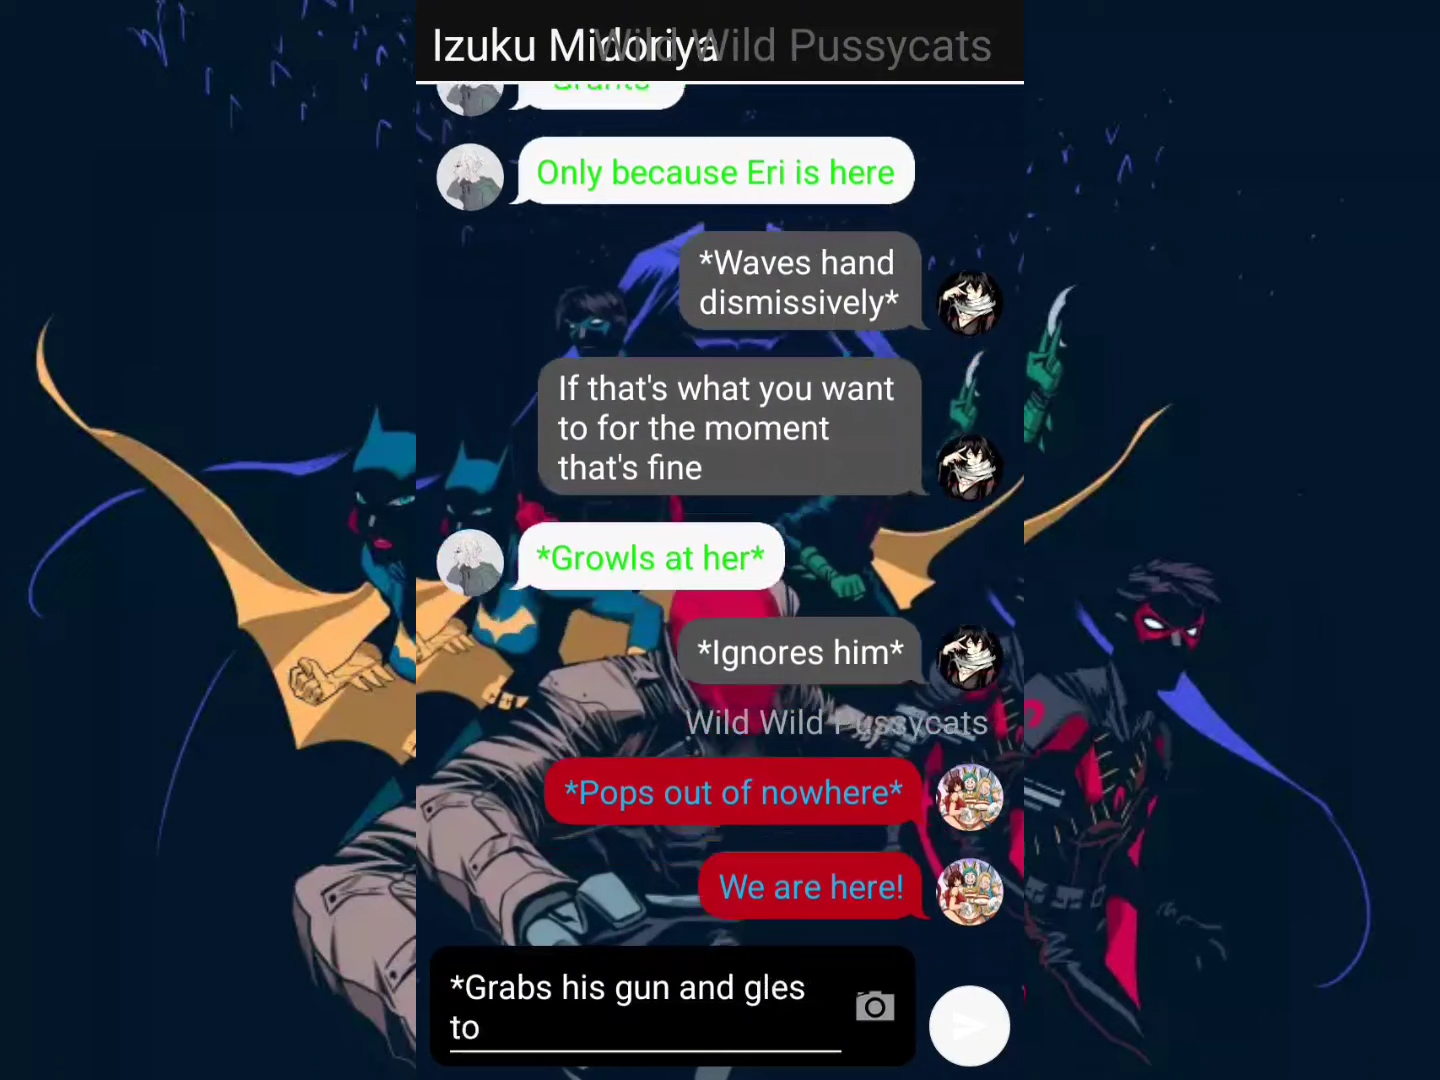 Izuku Midoriya Wild Wild Pussycats
Grants
Only because Eri is here
*Waves hand
dismissively*
If that's what you want
to for the moment
that's fine
*Growls at her*
*Ignores him*
Wild Wild Pussycats
*Pops out of nowhere*
We are here!
*Grabs his gun and gles
to